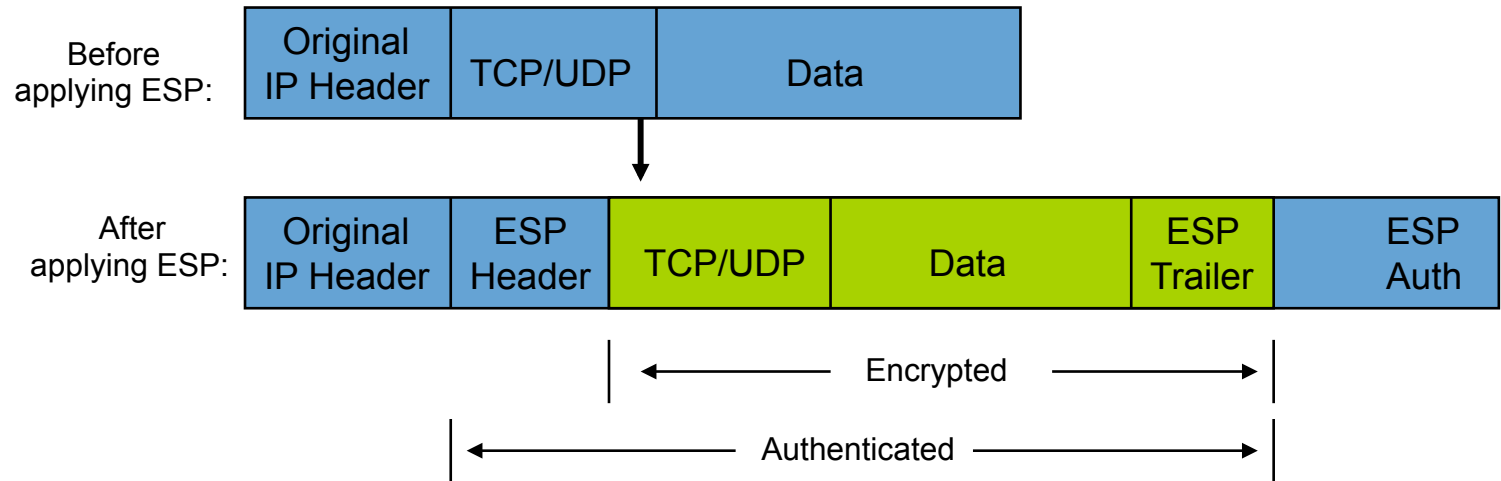 Before
applying ESP:
Original
IP Header
TCP/UDP
Data
After
applying ESP:
Original
IP Header
ESP
Header
TCP/UDP
Data
ESP
Trailer
ESP
Auth
Encrypted
Authenticated